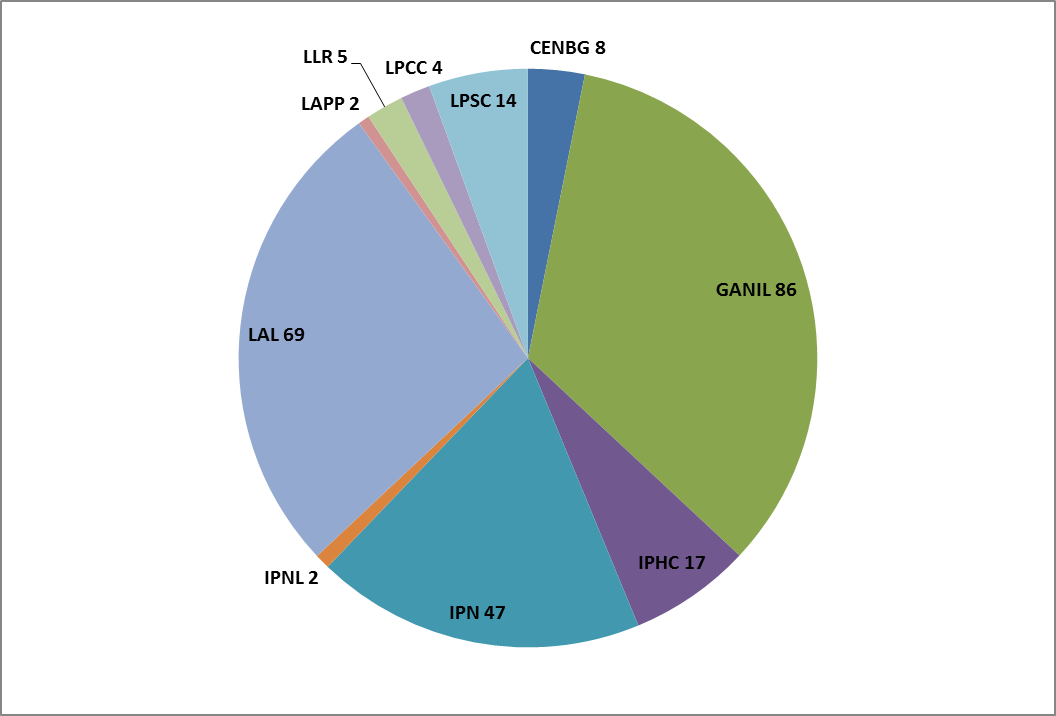 CENBG 8
LLR 5
LPCC 4
LPSC 14
LAPP 2
GANIL 86
LAL 69
IPHC 17
IPNL 2
IPN 47